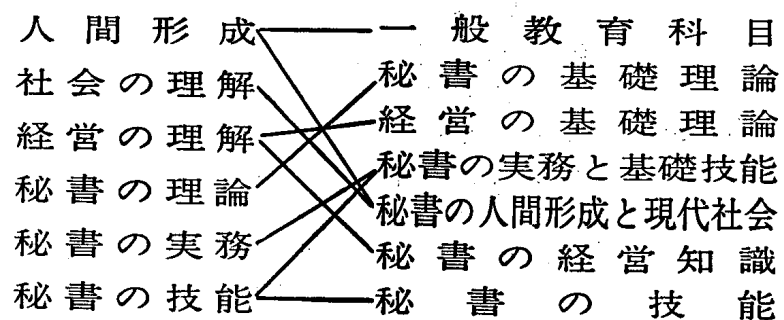 人間形成
社会の理解
経営の理解
秘書の理論
秘書の実務
秘書の技能
一般教育科目
秘書の基礎理論
経営の基礎理論
秘書の実務と基礎技能
秘書の人間形成と現代社会
秘書の経営知識
秘書の技能